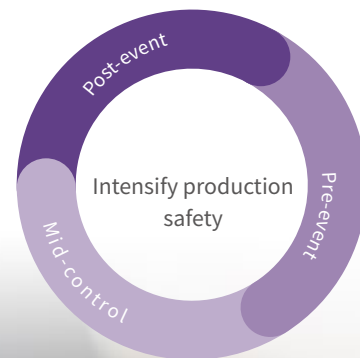 Post-event
Pre-event
Mid-control
Intensify production
safety